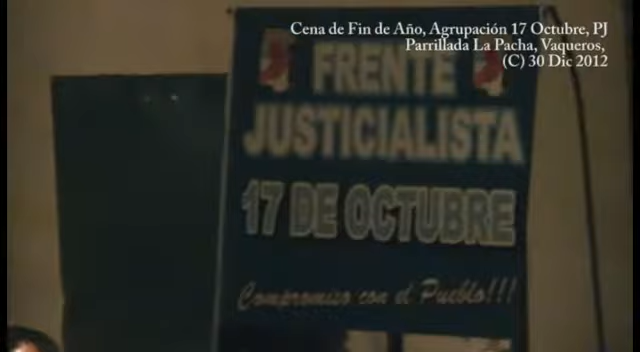 Cena de Fin de Año, Agrupación 17 Octubre, PJ
Parrillada La Pacha, Vaqueros,
(C) 30 Dic 2012
FRENTE
JUSTICIALISTA
17 DE OCTUBRE
Compromiso con el Pueblo!!!